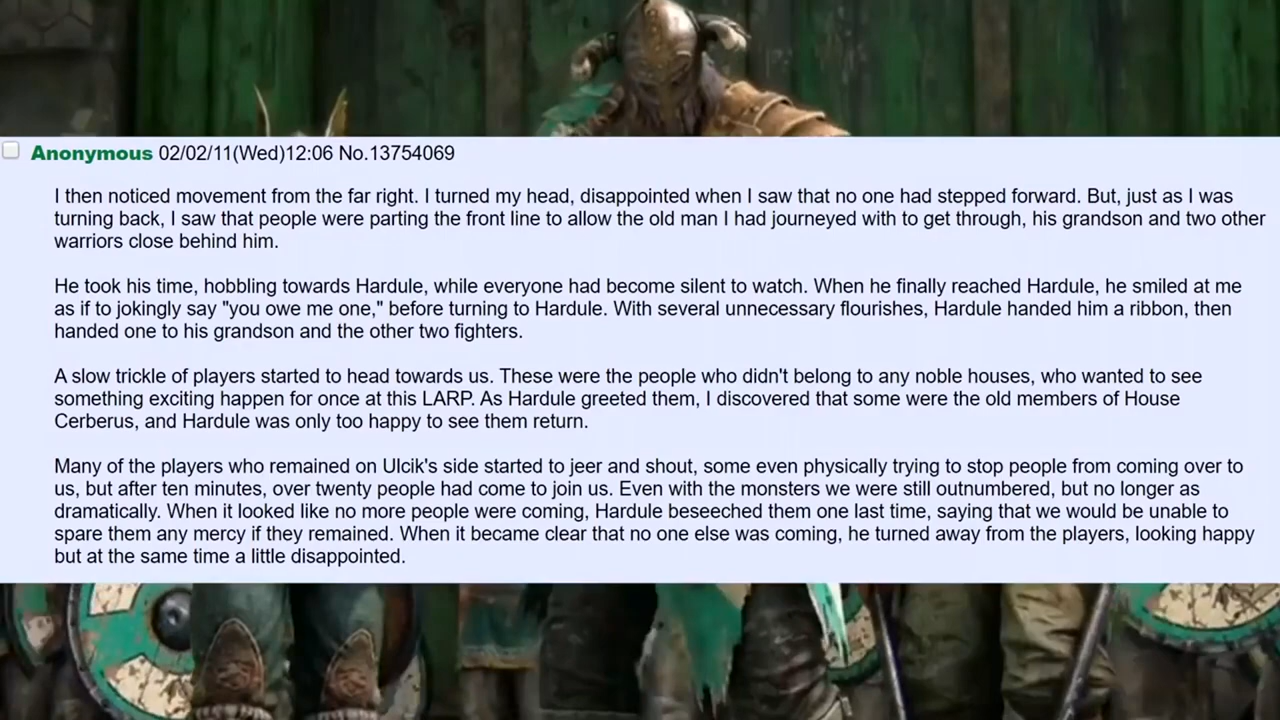 Anonymous 02/02/11(Wed)12:06 No.13754069
I then noticed movement from the far right. I turned my head, disappointed when I saw that no one had stepped forward. But, just as I was
turning back, I saw that people were parting the front line to allow the old man I had journeyed with to get through, his grandson and two other
warriors close behind him.
He took his time, hobbling towards Hardule, while everyone had become silent to watch. When he finally reached Hardule, he smiled at me
as if to jokingly say "you owe me one," before turning to Hardule. With several unnecessary flourishes, Hardule handed him a ribbon, then
handed one to his grandson and the other two fighters.
A slow trickle of players started to head towards us. These were the people who didn't belong to any noble houses, who wanted to see
something exciting happen for once at this LARP. As Hardule greeted them, I discovered that some were the old members of House
Cerberus, and Hardule was only too happy to see them return.
Many of the players who remained on Ulcik's side started to jeer and shout, some even physically trying to stop people from coming over to
us, but after ten minutes, over twenty people had come to join us. Even with the monsters we were still outnumbered, but no longer as
dramatically. When it looked like no more people were coming, Hardule beseeched them one last time, saying that we would be unable to
spare them any mercy if they remained. When it became clear that no one else was coming, he turned away from the players, looking happy
but at the same time a little disappointed.